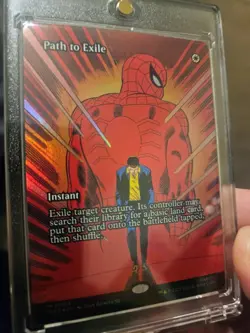 Path to Exile
Instant
Exile target creature. Its controller may
search their library for a basic land card,
put that card onto the battlefield tapped,
then shuffle.